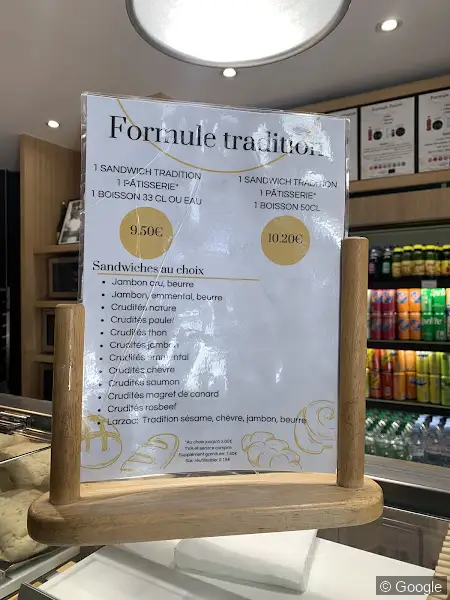 Formule tradition
1 SANDWICH TRADITION
1 PÂTISSERIE*
1 BOISSON 33 CL OU EAU
9.50€
1 SANDWICH TRADITION
1 PÂTISSERIE*
1 BOISSON 50CL
10.20€
Sandwiches au choix
Jambon cru, beurre
Jambon, emmental, beurre
Crudités nature
Crudités poulet
Crudités thon
Crudités jambon
Crudités emmental
Crudités chèvre
Crudités saumon
Crudités magret de canard
Crudités rosbeef
Larzac: Tradition sésame, chèvre, jambon, beurre
*Au choix jusqu'à
© Google